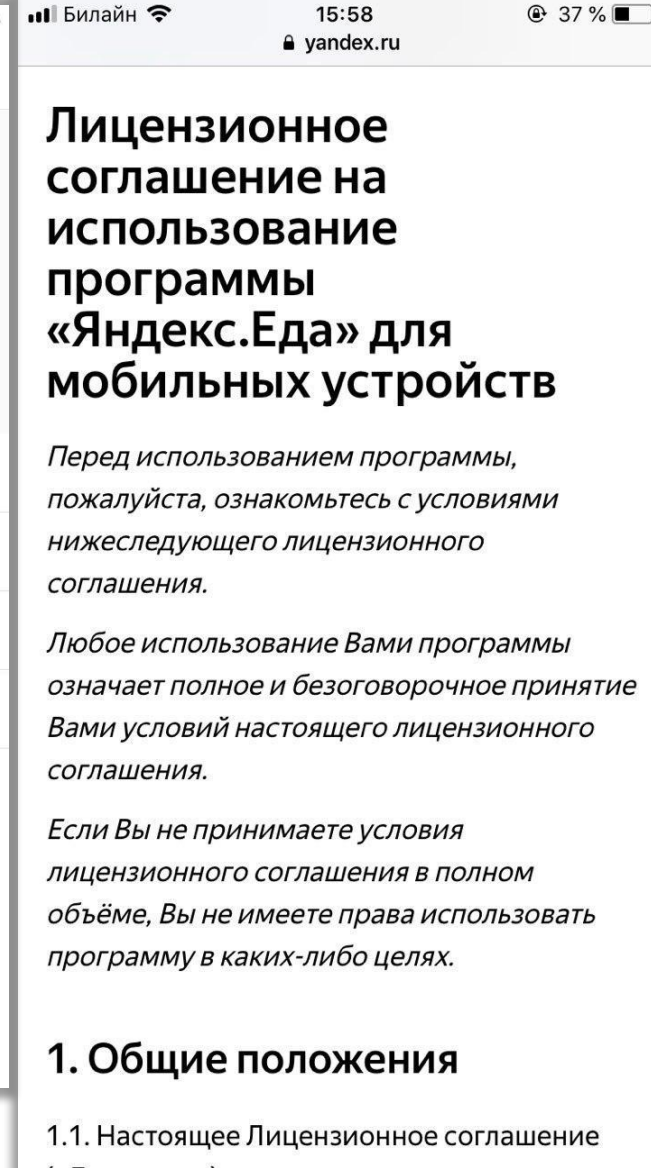 Билайн 15:58 37 %
yandex.ru
Лицензионное
соглашение на
использование
программы
«Яндекс.Еда» для
мобильных устройств
Перед использованием программы,
пожалуйста, ознакомьтесь с условиями
нижеследующего лицензионного
соглашения.
Любое использование Вами программы
означает полное и безоговорочное принятие
Вами условий настоящего лицензионного
соглашения.
Если Вы не принимаете условия
лицензионного соглашения в полном
объёме, Вы не имеете права использовать
программу в каких-либо целях.
1. Общие положения
1.1. Настоящее Лицензионное соглашение